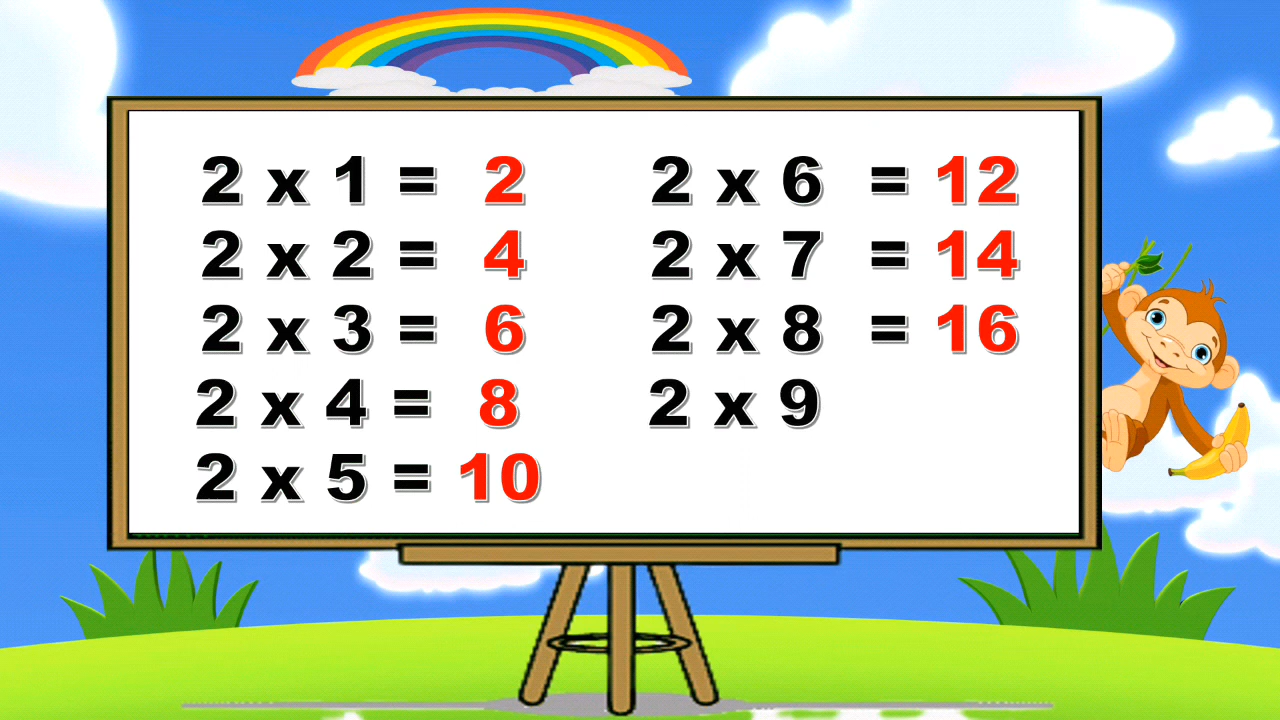 2 x 1 = 2
2 x 2 = 4
2 x 3 = 6
2 x 4 = 8
2 x 5 = 10
2 x 6 = 12
2 x 7 = 14
2 x 8 = 16
2 x 9